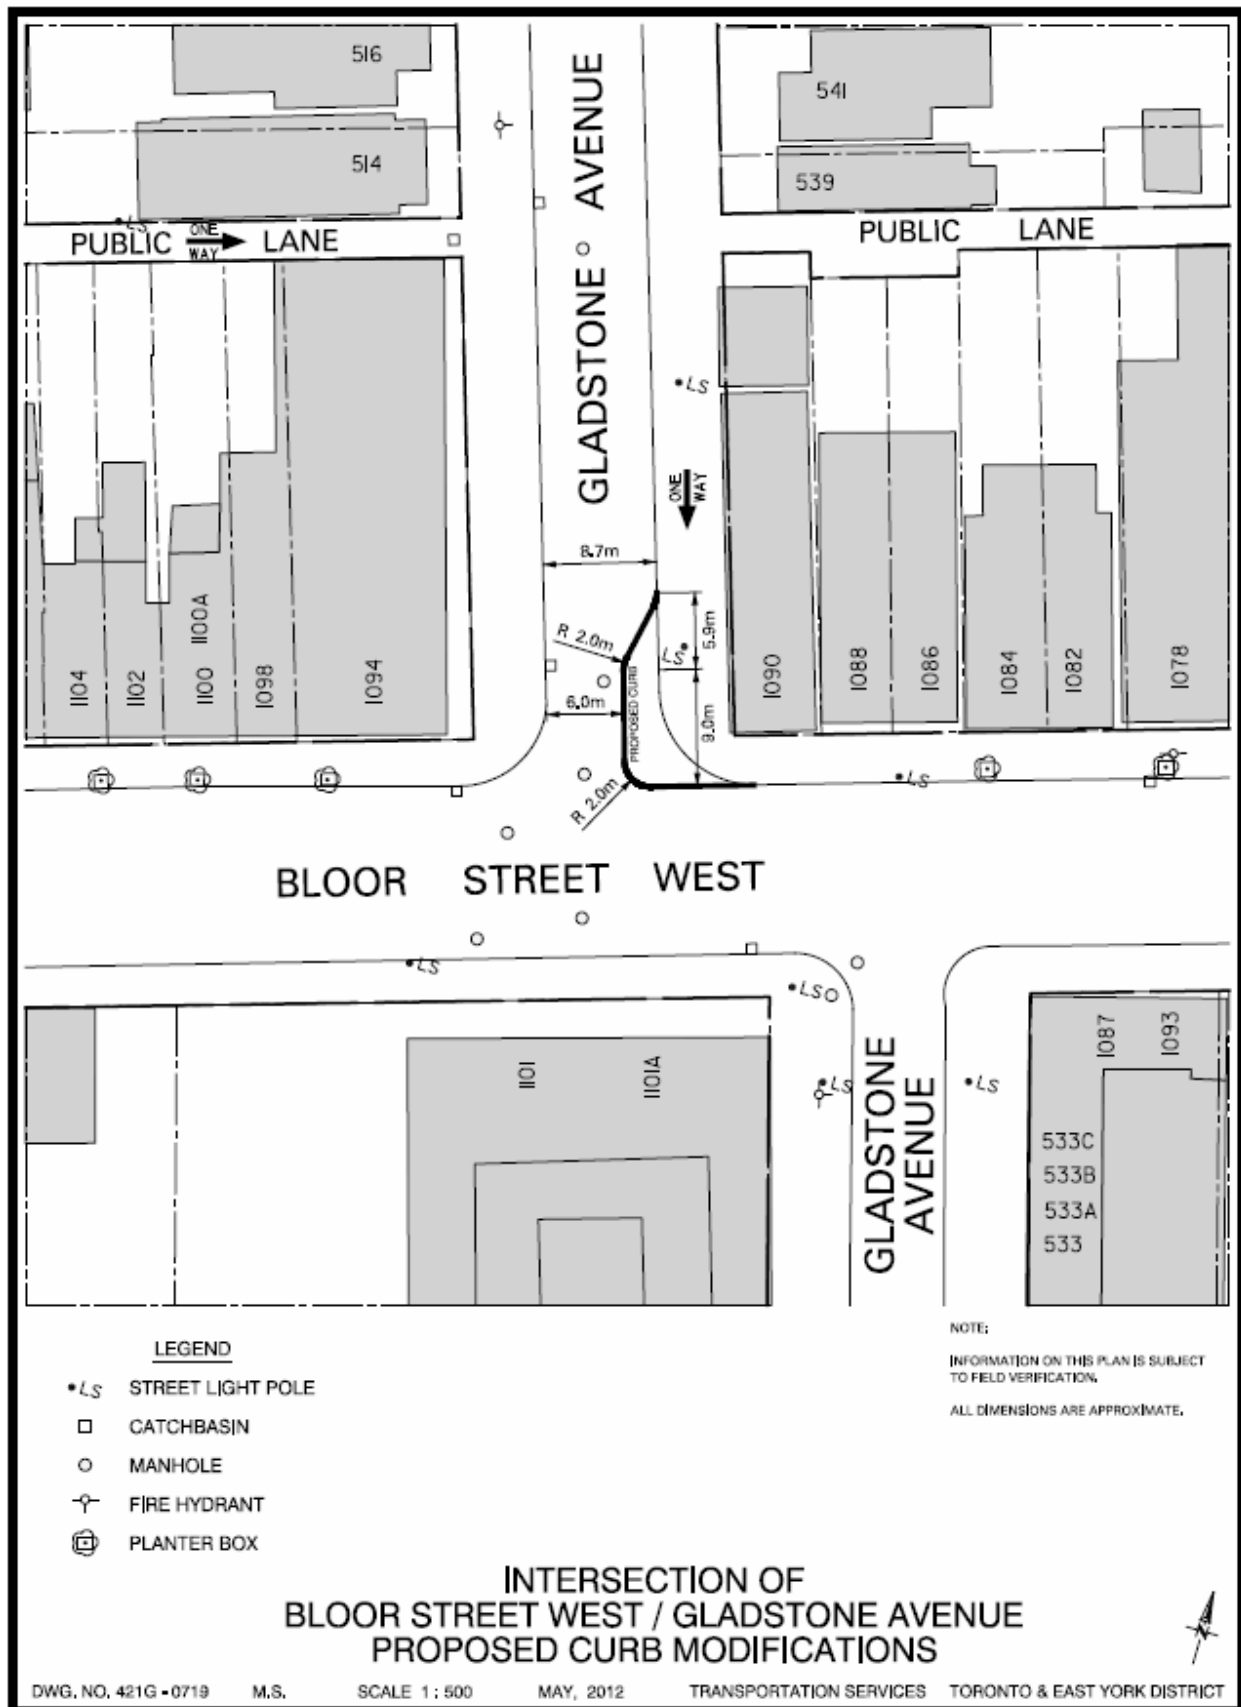 516
514
541
539
LS
PUBLIC ONE WAY LANE
PUBLIC LANE
GLADSTONE AVENUE
LS
ONE WAY
8.7m
R 2.0m
5.9m
LS
6.0m
PROPOSED CURB
9.0m
R 2.0m
1104
1102
1100A
1100
1098
1094
1090
1088
1086
1084
1082
1078
LS
BLOOR STREET WEST
LS
LS
1101
1101A
LS
LS
GLADSTONE
AVENUE
1087
1093
533C
533B
533A
533
LEGEND
LS STREET LIGHT POLE
CATCHBASIN
MANHOLE
FIRE HYDRANT
PLANTER BOX
NOTE:
INFORMATION ON THIS PLAN IS SUBJECT
TO FIELD VERIFICATION.
ALL DIMENSIONS ARE APPROXIMATE.
INTERSECTION OF
BLOOR STREET WEST / GLADSTONE AVENUE
PROPOSED CURB MODIFICATIONS
N
DWG. NO. 421G-0719 M.S. SCALE 1 : 500 MAY, 2012 TRANSPORTATION SERVICES TORONTO & EAST YORK DISTRICT